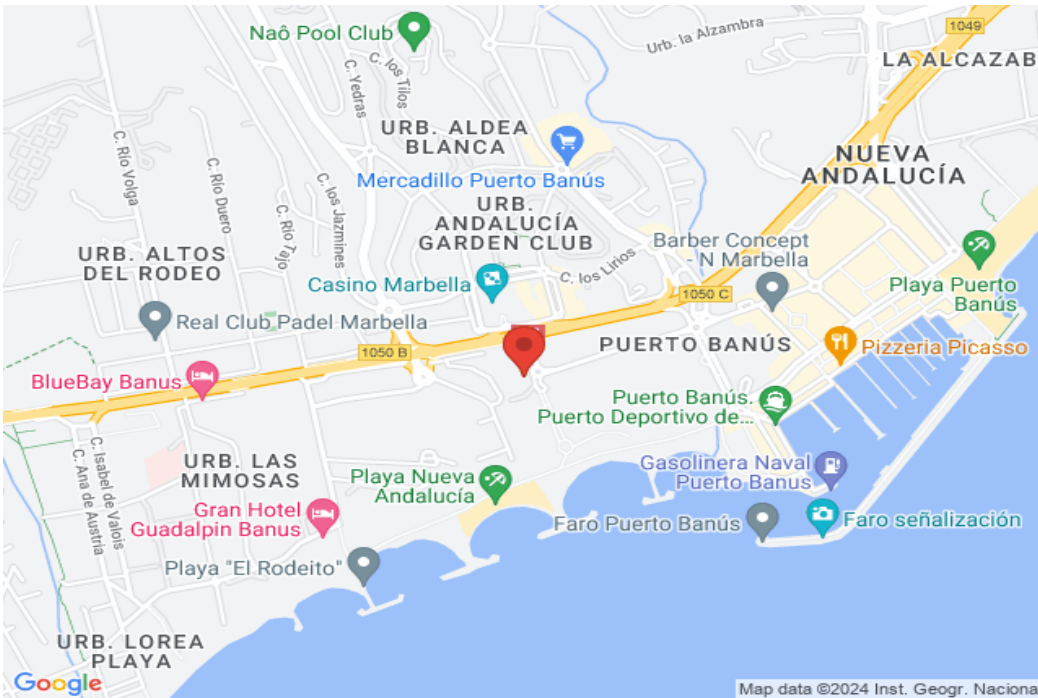 1049
Naô Pool Club
Urb. la Alzambra
LA ALCAZAB
C. Yedras
C. los Tilos
URB. ALDEA
BLANCA
C. Río Volga
NUEVA
ANDALUCÍA
Mercadillo Puerto Banús
C. Río Duero
C. los Jazmines
URB.
ANDALUCÍA
GARDEN CLUB
C. Río Tajo
URB. ALTOS
DEL RODEO
Barber Concept
- N Marbella
C. los Lirios
Casino Marbella
Playa Puerto
Banús
1050 C
Real Club Padel Marbella
1050 B
PUERTO BANÚS
Pizzeria Picasso
BlueBay Banus
Puerto Banús.
Puerto Deportivo de...
C. Isabel de Valois
C. Ana de Austria
URB. LAS
MIMOSAS
Playa Nueva
Andalucía
Gasolinera Naval
Puerto Banus
Gran Hotel
Guadalpin Banus
Faro Puerto Banús
Faro señalización
Playa "El Rodeito"
URB. LOREA
PLAYA
Google
Map data ©2024 Inst. Geogr. Naciona